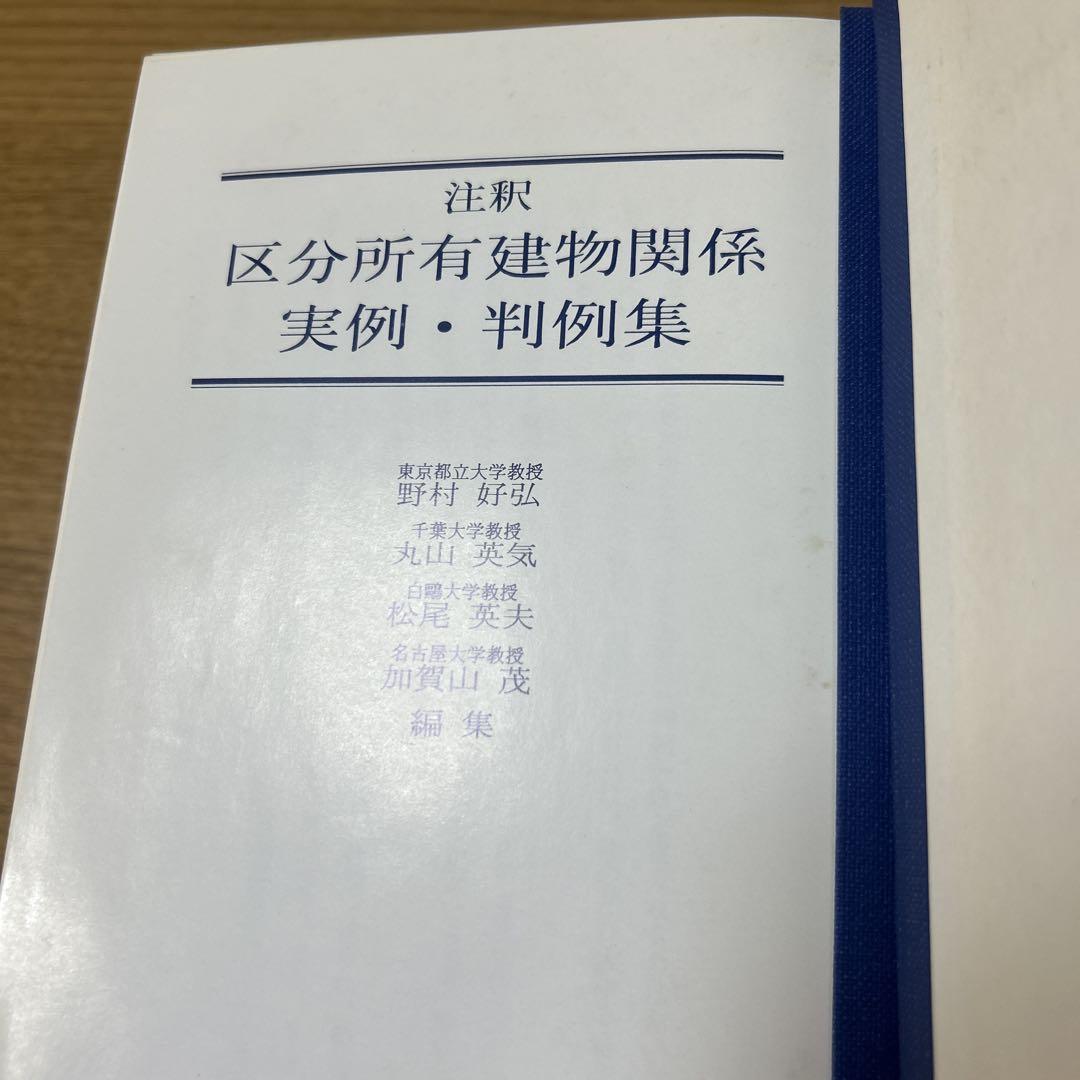 注釈
区分所有建物関係
実例・判例集
東京都立大学教授
野村 好弘
千葉大学教授
丸山 英気
白鷗大学教授
松尾 英夫
名古屋大学教授
加賀山 茂
編 集